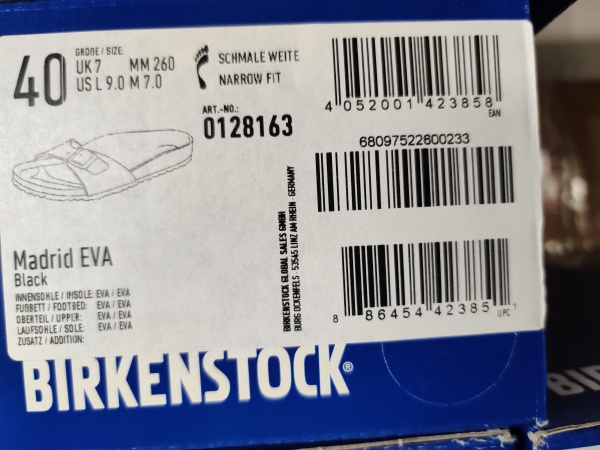 40
GRÖßE / SIZE:
UK 7 MM 260
US L 9.0 M 7.0
SCHMALE WEITE
NARROW FIT
ART.-NO.:
0128163
4 052001 423858
EAN
68097522600233
8 86454 42385 1
UPC
Madrid EVA
Black
INNENSOHLE / INSOLE: EVA / EVA
FUßBETT / FOOTBED: EVA / EVA
OBERTEIL / UPPER: EVA / EVA
LAUFSOHLE / SOLE: EVA / EVA
ZUSATZ / ADDITION:
BIRKENSTOCK GLOBAL SALES GMBH
BURG OCKENFELS · 53545 LINZ AM RHEIN · GERMANY
BIRKENSTOCK®
BI